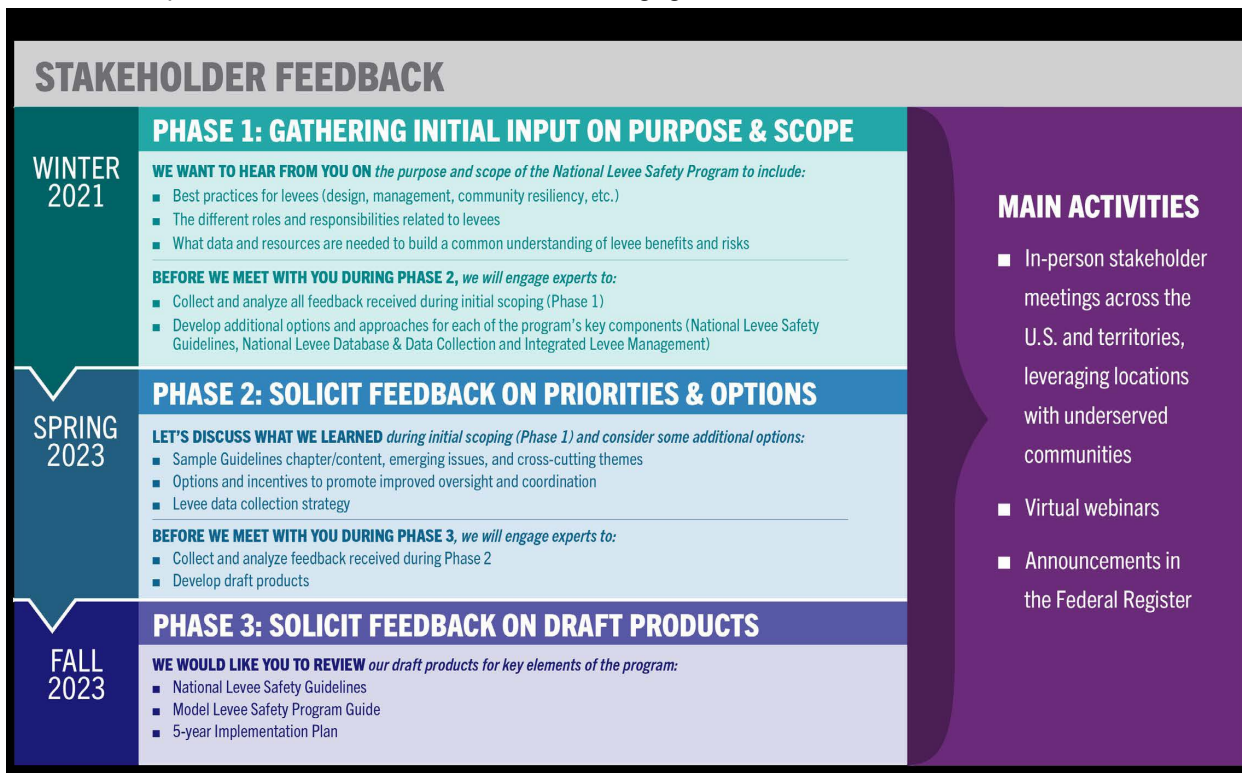 STAKEHOLDER FEEDBACK
WINTER
2021
PHASE 1: GATHERING INITIAL INPUT ON PURPOSE & SCOPE
WE WANT TO HEAR FROM YOU ON the purpose and scope of the National Levee Safety Program to include:
■ Best practices for levees (design, management, community resiliency, etc.)
■ The different roles and responsibilities related to levees
■ What data and resources are needed to build a common understanding of levee benefits and risks
BEFORE WE MEET WITH YOU DURING PHASE 2, we will engage experts to:
■ Collect and analyze all feedback received during initial scoping (Phase 1)
■ Develop additional options and approaches for each of the program's key components (National Levee Safety
Guidelines, National Levee Database & Data Collection and Integrated Levee Management)
SPRING
2023
PHASE 2: SOLICIT FEEDBACK ON PRIORITIES & OPTIONS
LET'S DISCUSS WHAT WE LEARNED during initial scoping (Phase 1) and consider some additional options:
■ Sample Guidelines chapter/content, emerging issues, and cross-cutting themes
■ Options and incentives to promote improved oversight and coordination
■ Levee data collection strategy
BEFORE WE MEET WITH YOU DURING PHASE 3, we will engage experts to:
■ Collect and analyze feedback received during Phase 2
■ Develop draft products
FALL
2023
PHASE 3: SOLICIT FEEDBACK ON DRAFT PRODUCTS
WE WOULD LIKE YOU TO REVIEW our draft products for key elements of the program:
■ National Levee Safety Guidelines
■ Model Levee Safety Program Guide
■ 5-year Implementation Plan
MAIN ACTIVITIES
■ In-person stakeholder
meetings across the
U.S. and territories,
leveraging locations
with underserved
communities
■ Virtual webinars
■ Announcements in
the Federal Register